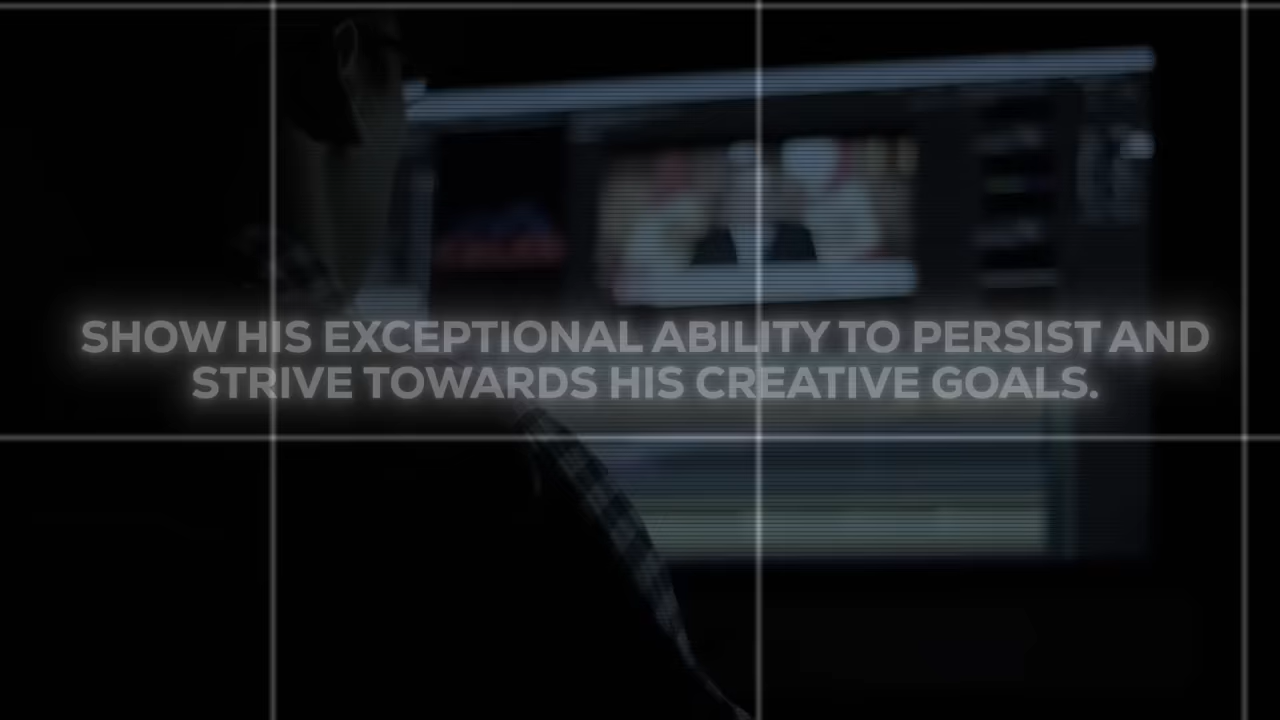 SHOW HIS EXCEPTIONAL ABILITY TO PERSIST AND
STRIVE TOWARDS HIS CREATIVE GOALS.